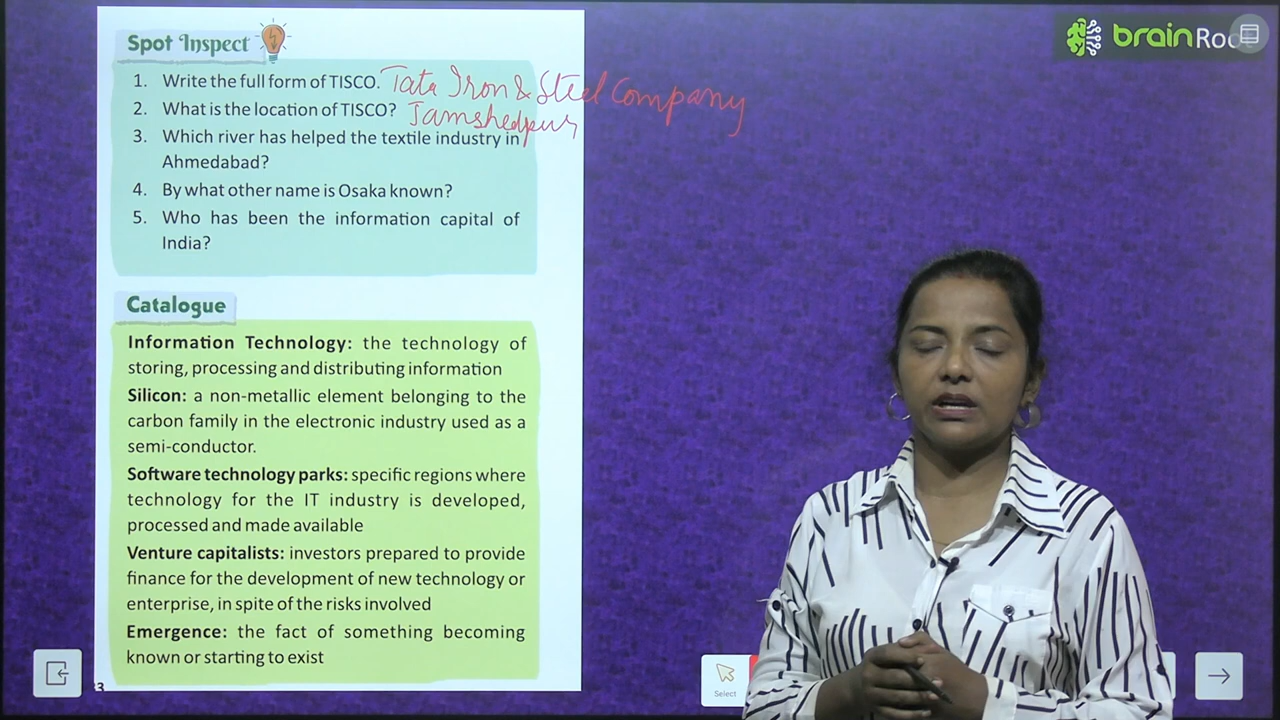 Spot Inspect
brainRoo
1. Write the full form of TISCO. Tata Iron & Steel Company
2. What is the location of TISCO? Jamshedpur
3. Which river has helped the textile industry in
Ahmedabad?
4. By what other name is Osaka known?
5. Who has been the information capital of
India?
Catalogue
Information Technology: the technology of
storing, processing and distributing information
Silicon: a non-metallic element belonging to the
carbon family in the electronic industry used as a
semi-conductor.
Software technology parks: specific regions where
technology for the IT industry is developed,
processed and made available
Venture capitalists: investors prepared to provide
finance for the development of new technology or
enterprise, in spite of the risks involved
Emergence: the fact of something becoming
known or starting to exist
3
Select